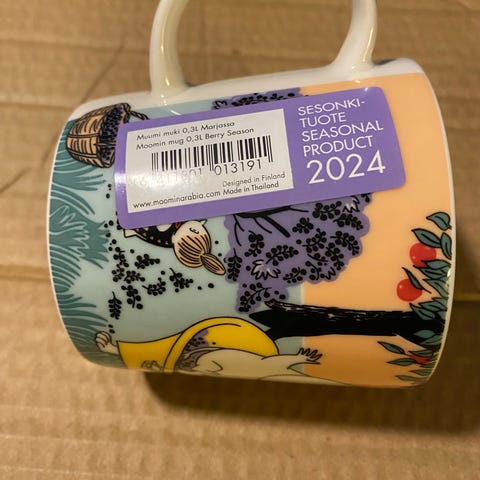 Muumi muki 0,3L Marjassa
Moomin mug 0,3L Berry Season
013191
Designed in Finland
www.moominarabia.com Made in Thailand
SESONKI-
TUOTE
SEASONAL
PRODUCT
2024